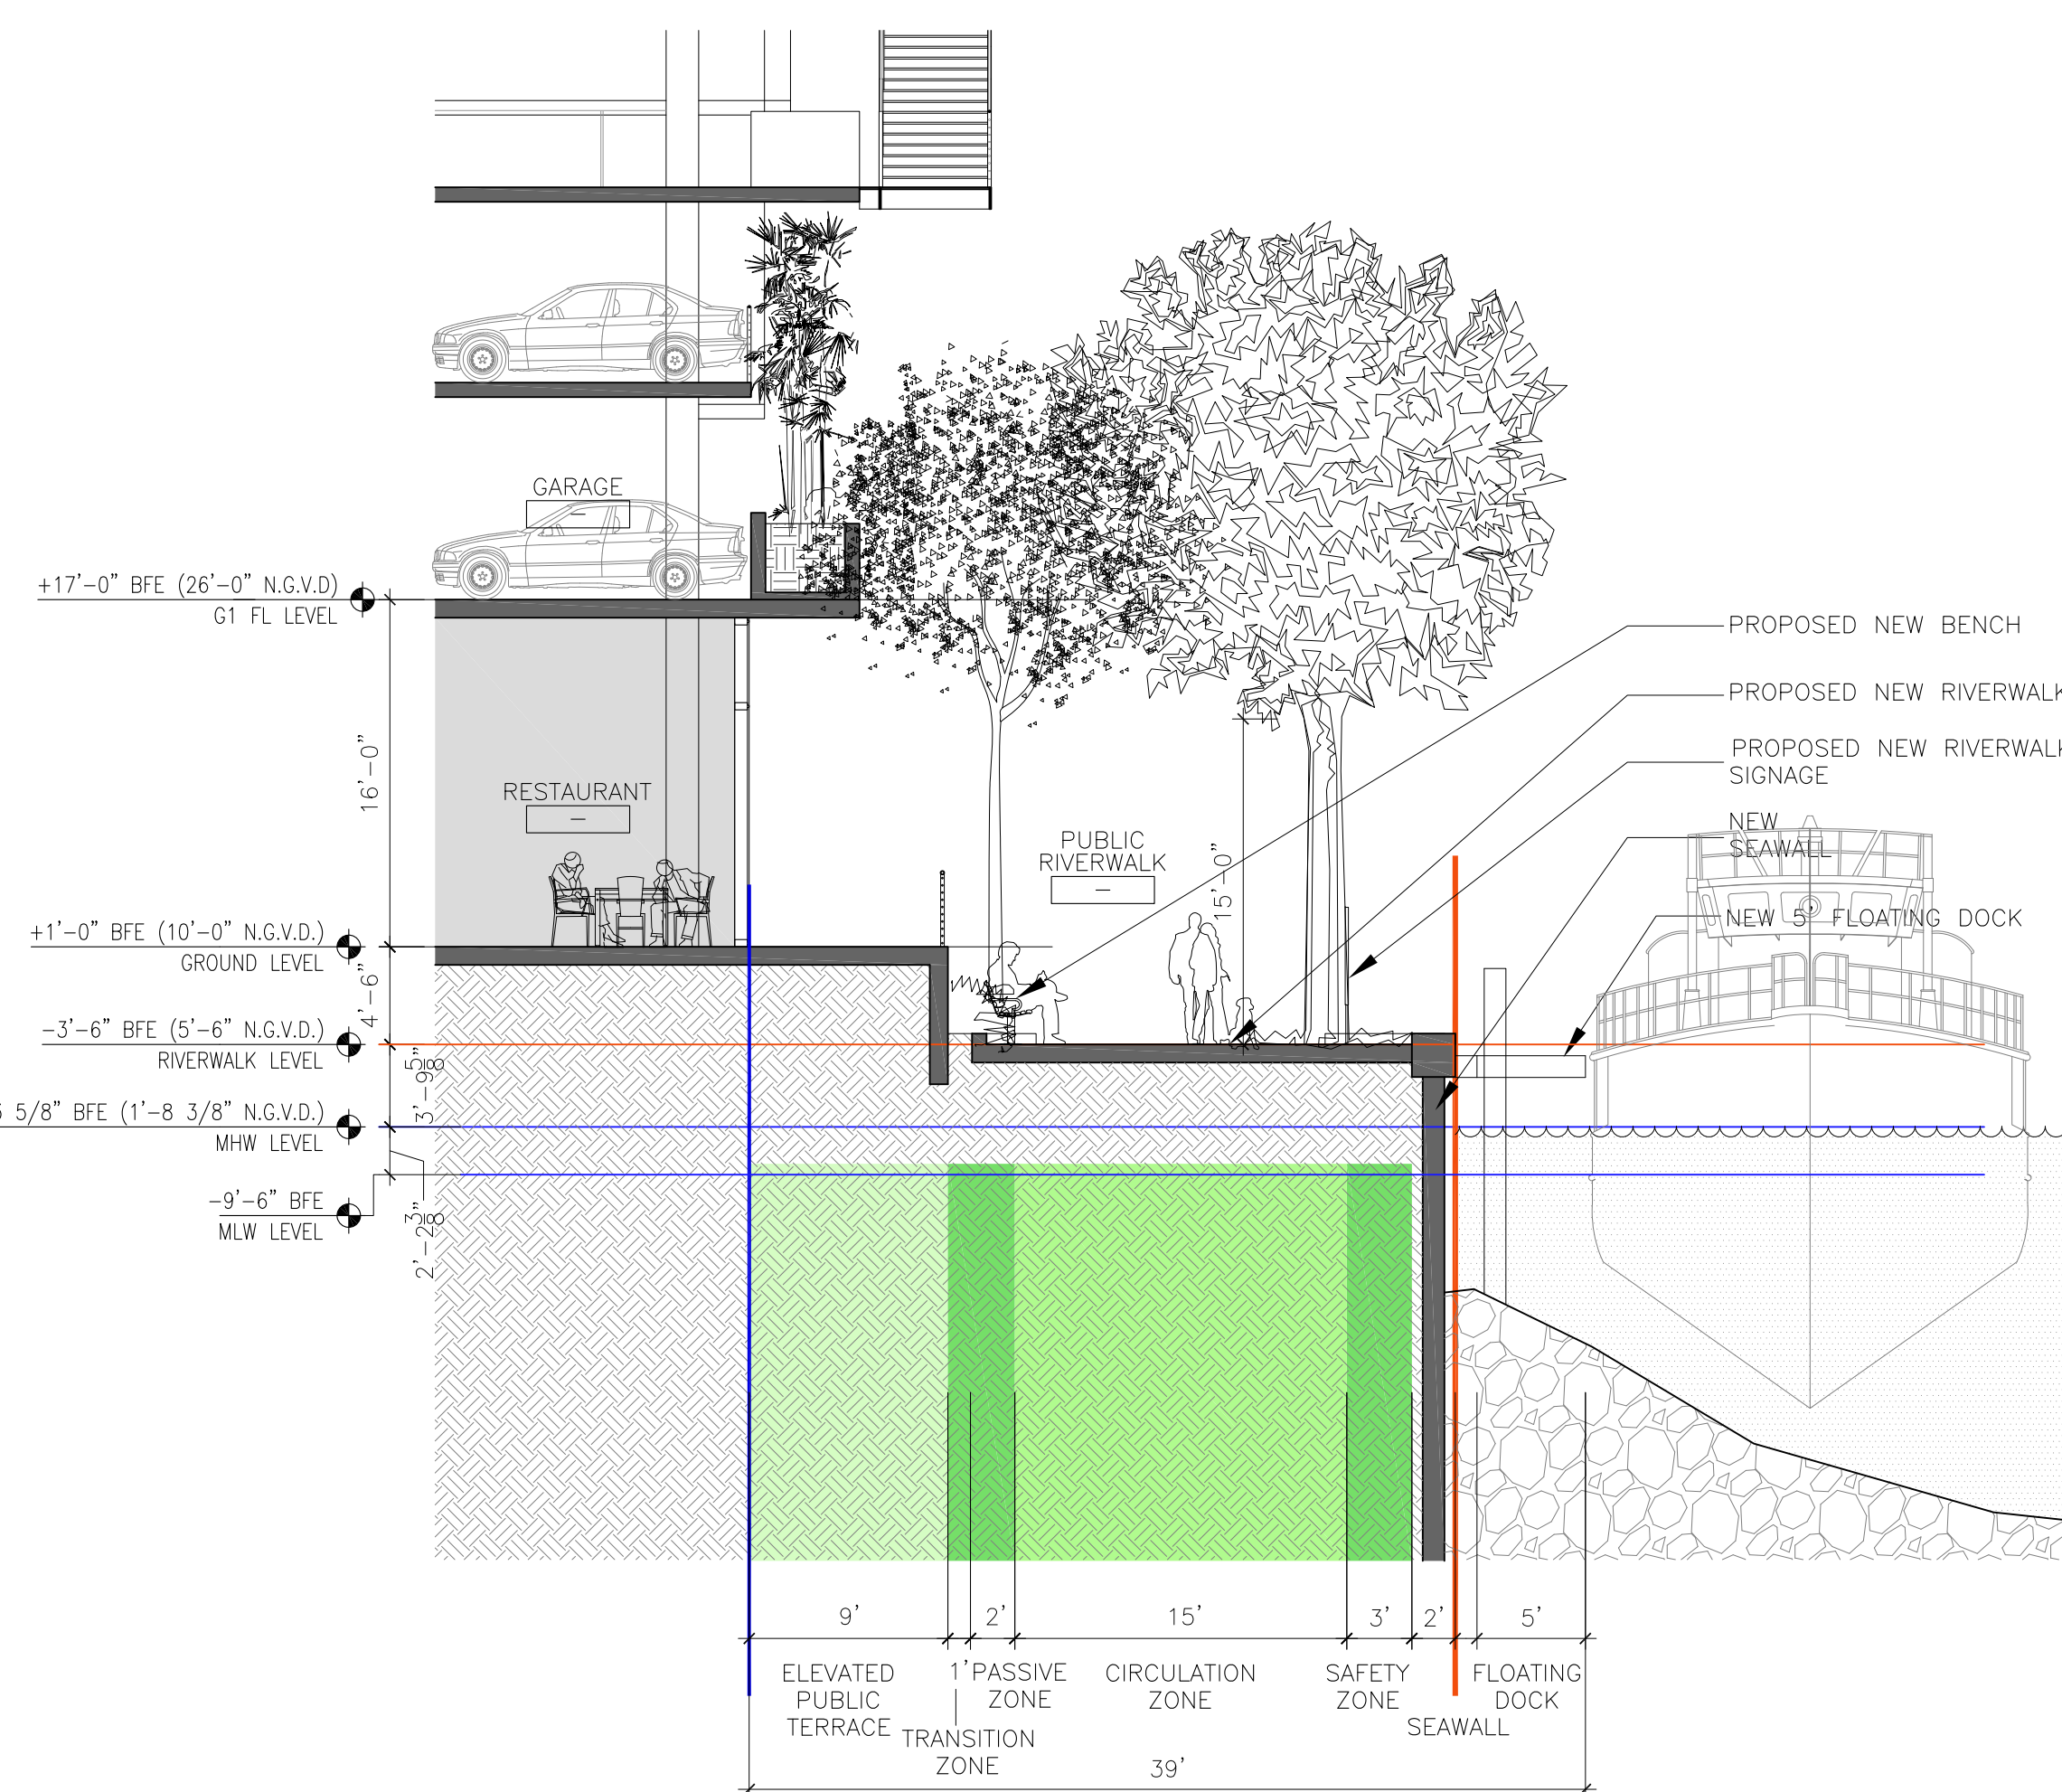 GARAGE
+17'-0" BFE (26'-0" N.G.V.D)
G1 FL LEVEL
PROPOSED NEW BENCH
PROPOSED NEW RIVERWALK
PROPOSED NEW RIVERWALK
SIGNAGE
16'-0"
RESTAURANT
NEW
SEAWALL
PUBLIC
RIVERWALK
15'-0"
NEW 5' FLOATING DOCK
+1'-0" BFE (10'-0" N.G.V.D.)
GROUND LEVEL
4'-6"
-3'-6" BFE (5'-6" N.G.V.D.)
RIVERWALK LEVEL
3'-9 5/8"
5/8" BFE (1'-8 3/8" N.G.V.D.)
MHW LEVEL
-9'-6" BFE
MLW LEVEL
2'-2 3/8"
9' 2' 15' 3' 2' 5'
ELEVATED
PUBLIC
TERRACE
1'
TRANSITION
ZONE
PASSIVE
ZONE
CIRCULATION
ZONE
SAFETY
ZONE
SEAWALL
FLOATING
DOCK
39'